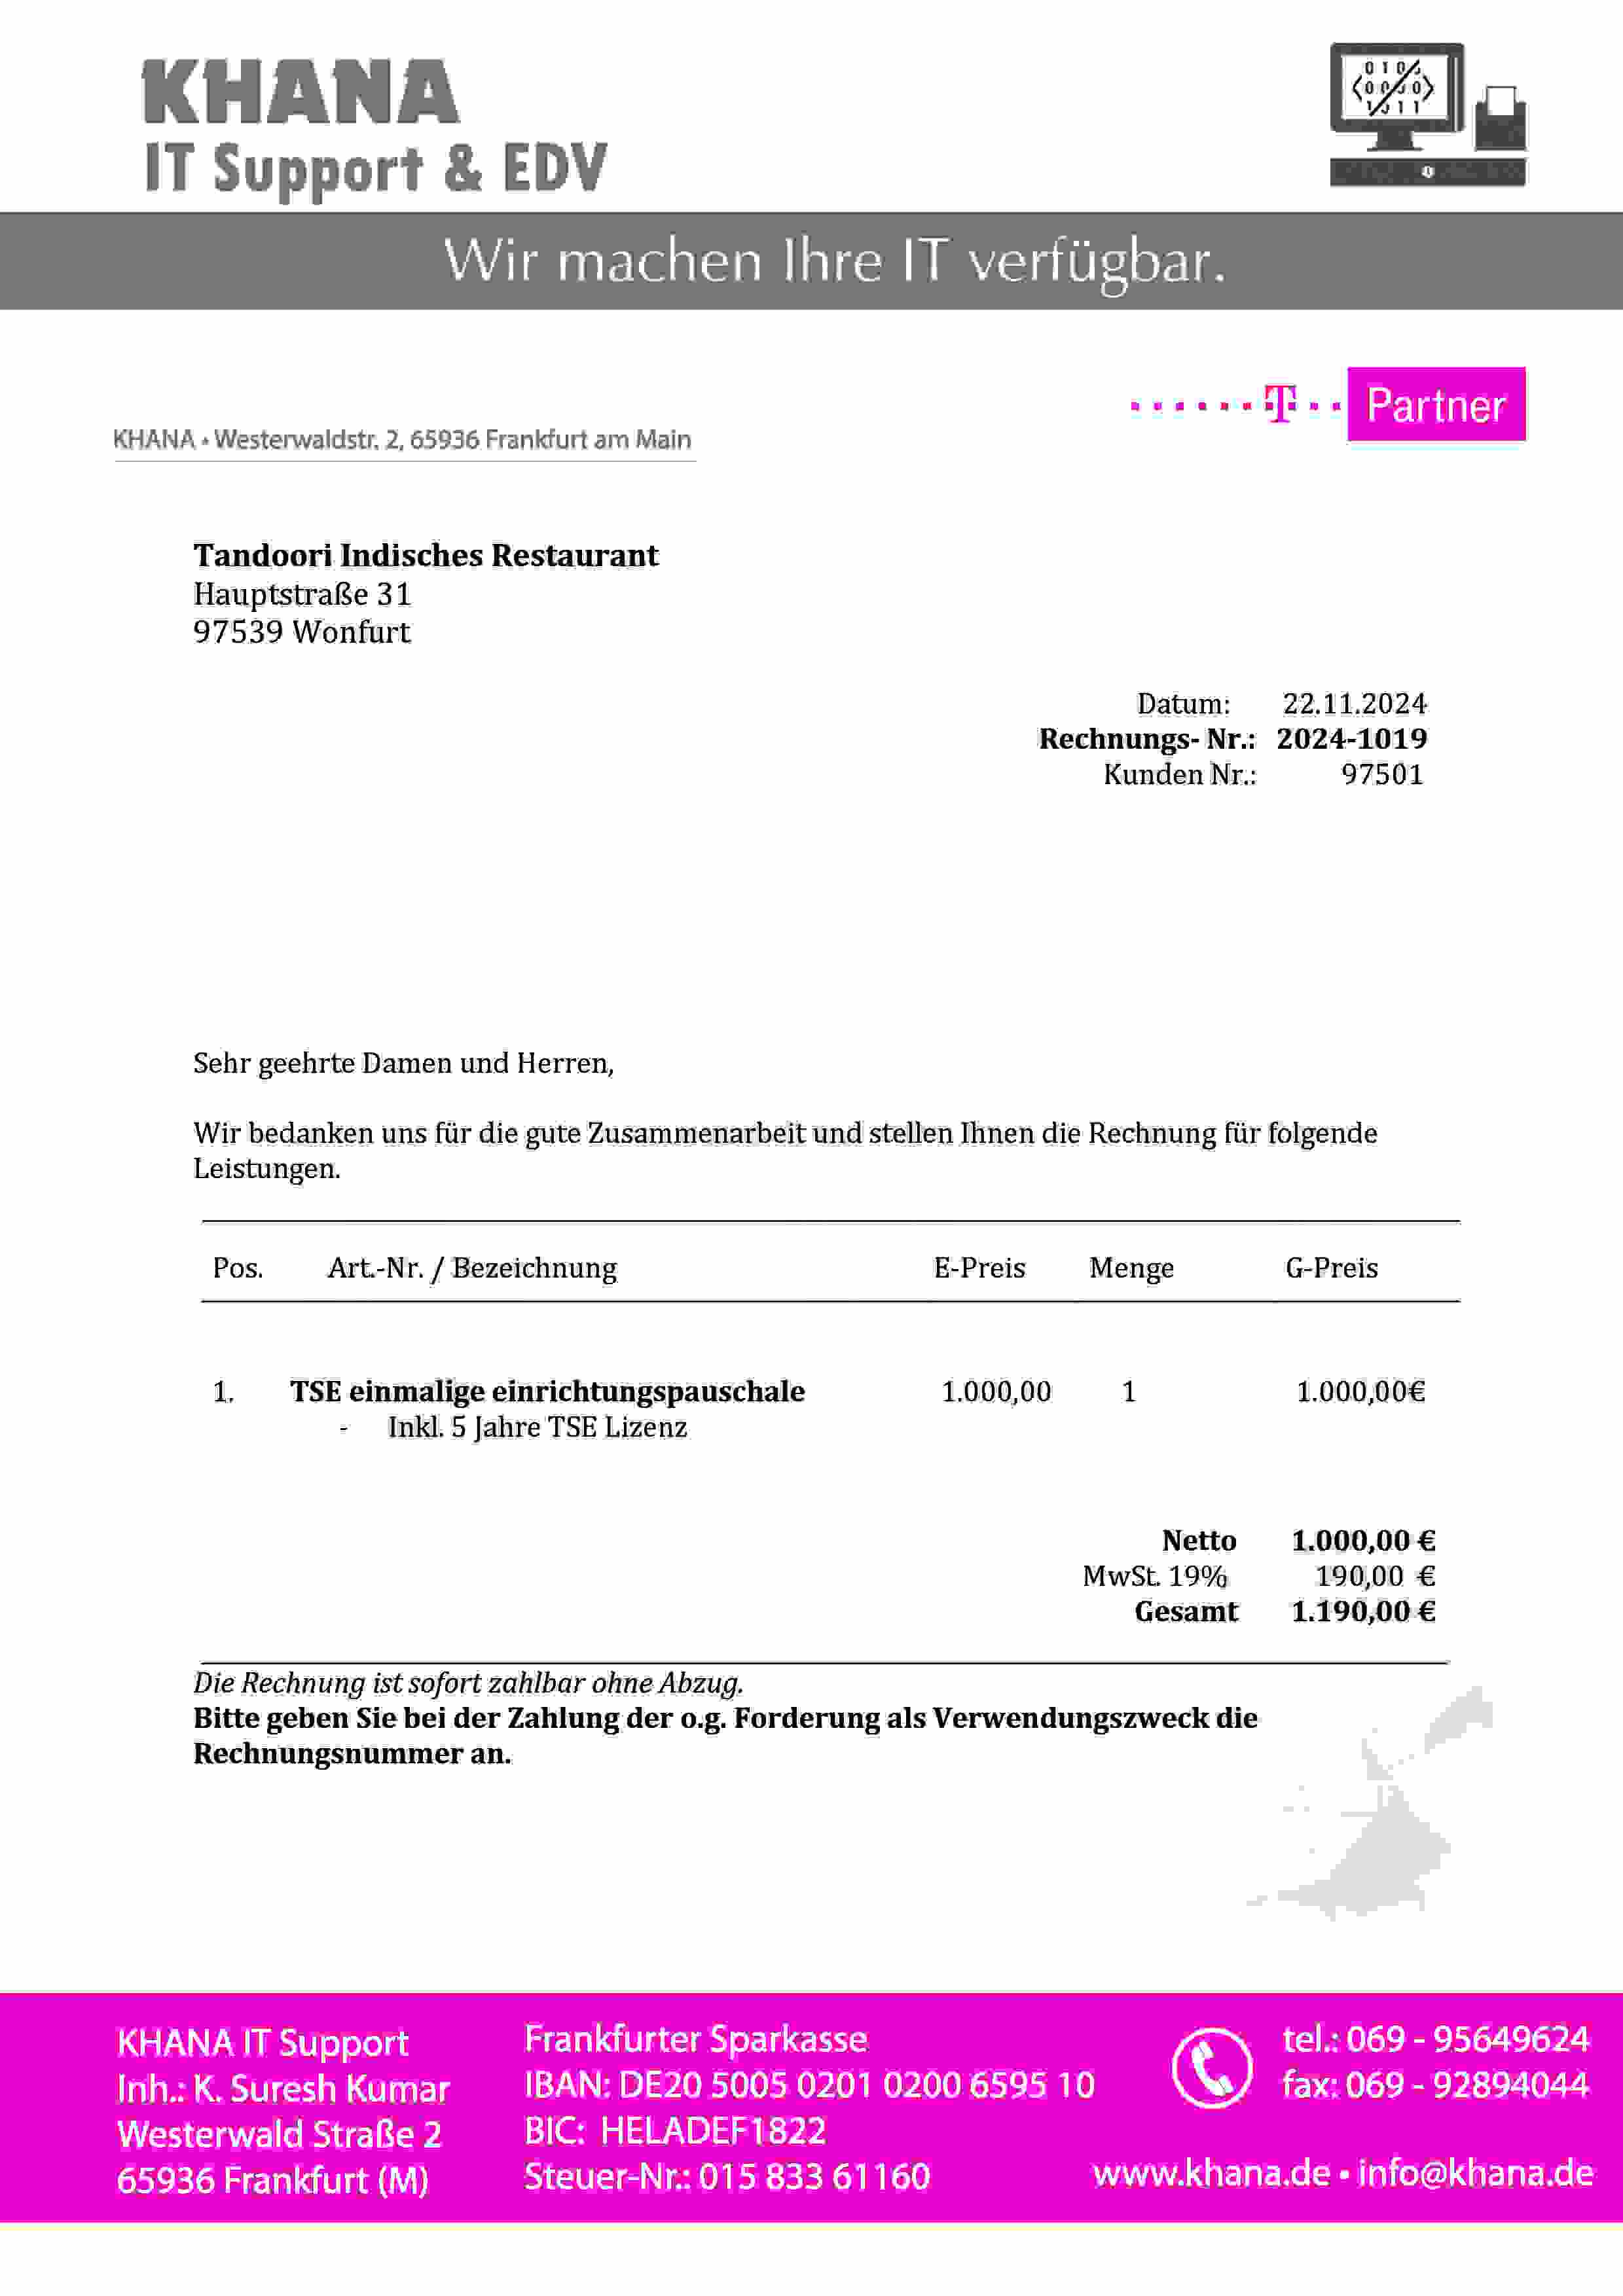 KHANA
IT Support & EDV
Wir machen Ihre IT verfügbar.
T Partner
KHANA • Westerwaldstr. 2, 65936 Frankfurt am Main
Tandoori Indisches Restaurant
Hauptstraße 31
97539 Wonfurt
Datum: 22.11.2024
Rechnungs- Nr.: 2024-1019
Kunden Nr.: 97501
Sehr geehrte Damen und Herren,
Wir bedanken uns für die gute Zusammenarbeit und stellen Ihnen die Rechnung für folgende
Leistungen.
Pos. Art.-Nr. / Bezeichnung E-Preis Menge G-Preis
1. TSE einmalige einrichtungspauschale 1.000,00 1 1.000,00€
- Inkl. 5 Jahre TSE Lizenz
Netto 1.000,00 €
MwSt. 19% 190,00 €
Gesamt 1.190,00 €
Die Rechnung ist sofort zahlbar ohne Abzug.
Bitte geben Sie bei der Zahlung der o.g. Forderung als Verwendungszweck die
Rechnungsnummer an.
KHANA IT Support
Inh.: K. Suresh Kumar
Westerwald Straße 2
65936 Frankfurt (M)
Frankfurter Sparkasse
IBAN: DE20 5005 0201 0200 6595 10
BIC: HELADEF1822
Steuer-Nr.: 015 833 61160
tel.: 069 - 95649624
fax: 069 - 92894044
www.khana.de • info@khana.de